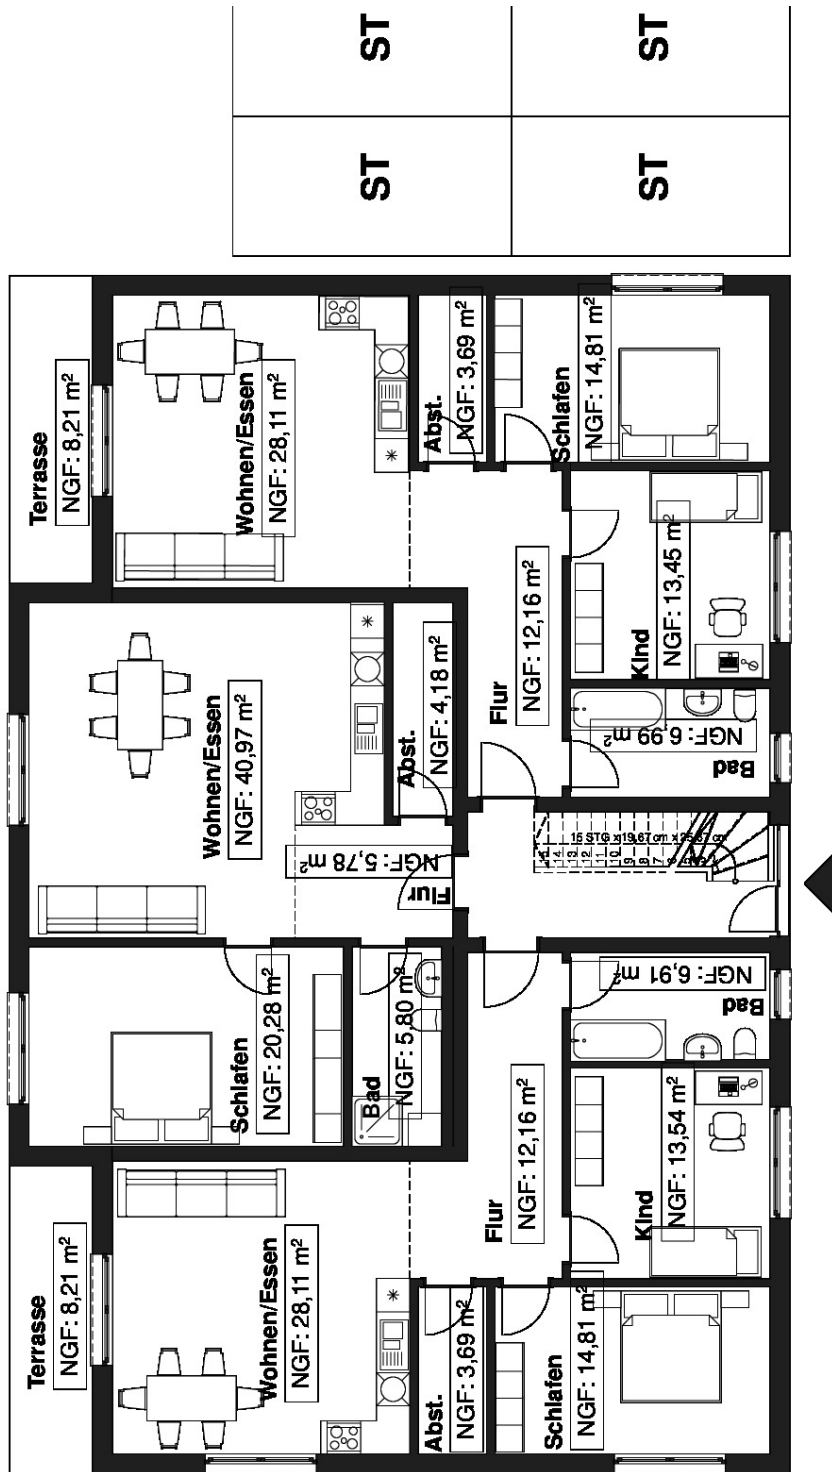 ST
ST
ST
ST
Terrasse
NGF: 8,21 m²
Wohnen/Essen
NGF: 28,11 m²
Abst.
NGF: 3,69 m²
Schlafen
NGF: 14,81 m²
Kind
NGF: 13,45 m²
Flur
NGF: 12,16 m²
Bad
NGF: 6,99 m²
Wohnen/Essen
NGF: 40,97 m²
Abst.
NGF: 4,18 m²
Flur
NGF: 5,78 m²
Schlafen
NGF: 20,28 m²
Bad
NGF: 5,80 m²
Bad
NGF: 6,91 m²
Flur
NGF: 12,16 m²
Kind
NGF: 13,54 m²
Terrasse
NGF: 8,21 m²
Wohnen/Essen
NGF: 28,11 m²
Abst.
NGF: 3,69 m²
Schlafen
NGF: 14,81 m²